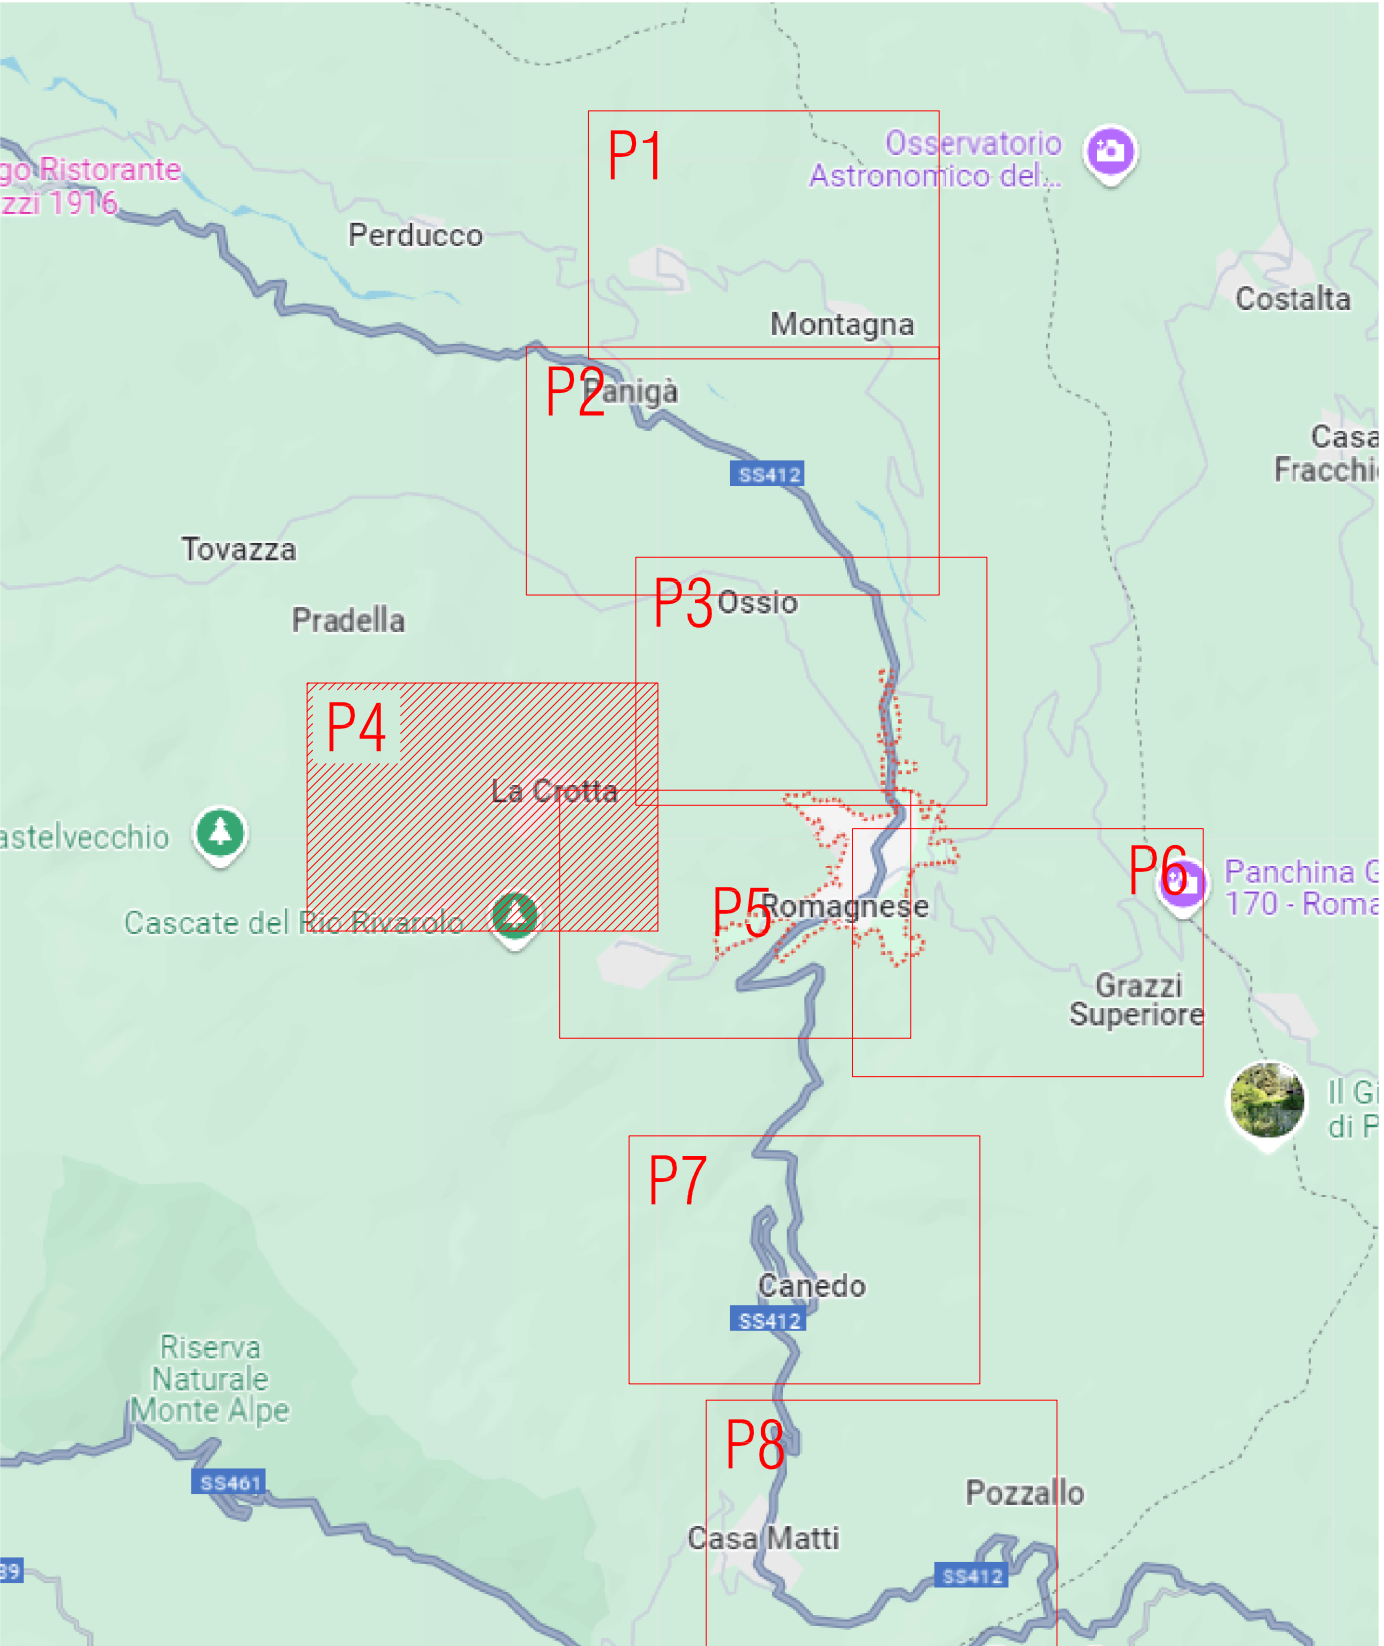 P1
Osservatorio
Astronomico del...
go Ristorante
zzi 1916
Perducco
Costalta
Montagna
P2
Panigà
Casa
Fracchi
SS412
Tovazza
P3
Ossio
Pradella
P4
La Crotta
astelvecchio
P6
Panchina G
170 - Roma
P5
Romagnese
Cascate del Rio Rivarolo
Grazzi
Superiore
Il Gi
di P
P7
Canedo
SS412
Riserva
Naturale
Monte Alpe
P8
SS461
Pozzallo
Casa Matti
SS412
39